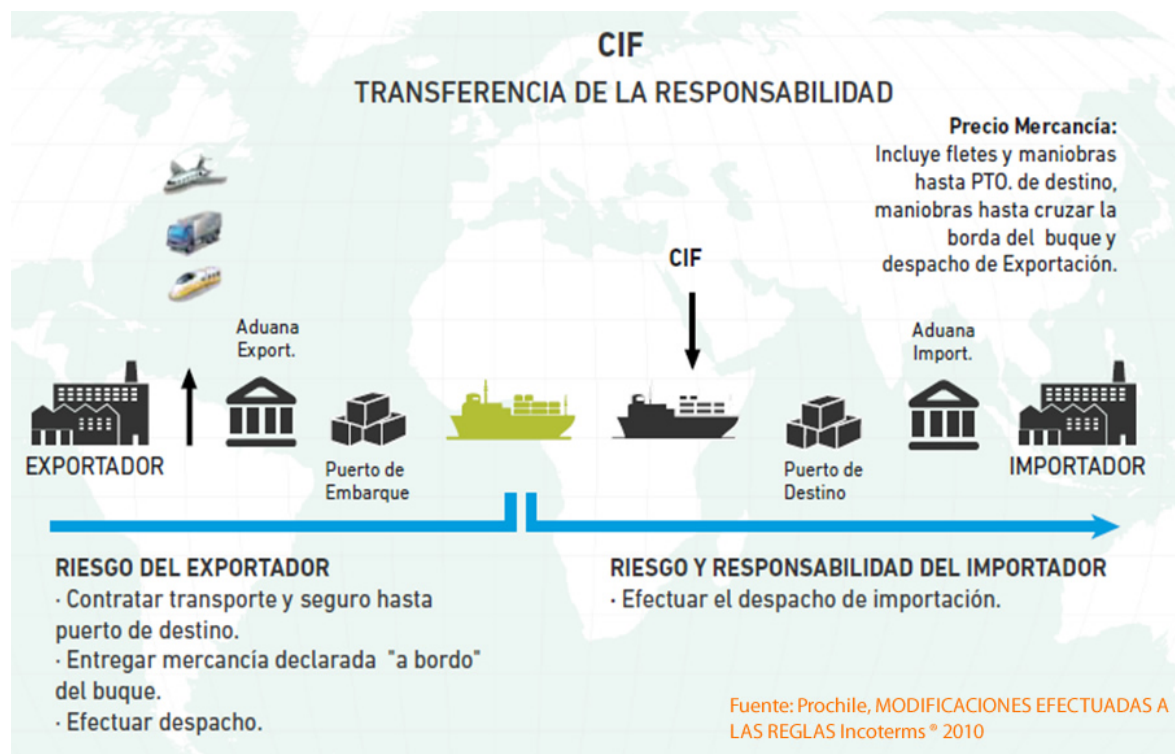 CIF
TRANSFERENCIA DE LA RESPONSABILIDAD
Precio Mercancía:
Incluye fletes y maniobras
hasta PTO. de destino,
maniobras hasta cruzar la
borda del buque y
despacho de Exportación.
CIF
Aduana
Export.
Aduana
Import.
EXPORTADOR
Puerto de
Embarque
Puerto de
Destino
IMPORTADOR
RIESGO DEL EXPORTADOR
· Contratar transporte y seguro hasta
puerto de destino.
· Entregar mercancía declarada "a bordo"
del buque.
· Efectuar despacho.
RIESGO Y RESPONSABILIDAD DEL IMPORTADOR
· Efectuar el despacho de importación.
Fuente: Prochile, MODIFICACIONES EFECTUADAS A
LAS REGLAS Incoterms ® 2010